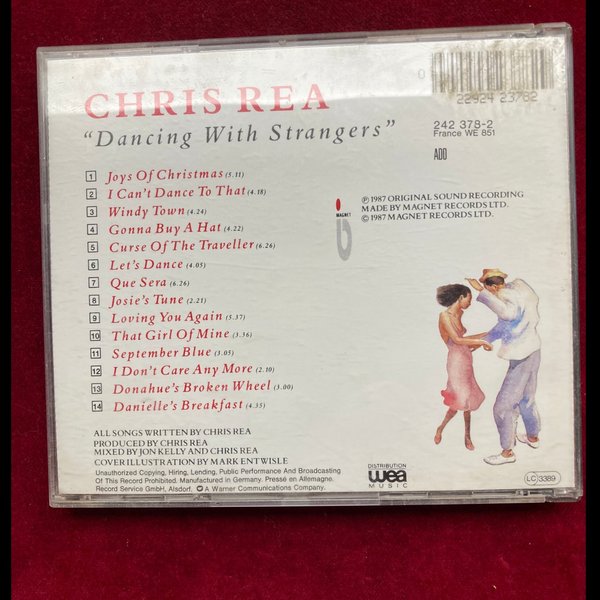 0
22924 23782
CHRIS REA
"Dancing With Strangers"
242 378-2
France WE 851
ADD
1 Joys Of Christmas (5.11)
2 I Can't Dance To That (4.18)
3 Windy Town (4.24)
4 Gonna Buy A Hat (4.22)
5 Curse Of The Traveller (6.26)
6 Let's Dance (4.05)
7 Que Sera (6.26)
8 Josie's Tune (2.21)
9 Loving You Again (5.37)
10 That Girl Of Mine (3.36)
11 September Blue (3.05)
12 I Don't Care Any More (2.10)
13 Donahue's Broken Wheel (3.00)
14 Danielle's Breakfast (4.35)
MAGNET
℗ 1987 ORIGINAL SOUND RECORDING
MADE BY MAGNET RECORDS LTD.
© 1987 MAGNET RECORDS LTD.
ALL SONGS WRITTEN BY CHRIS REA
PRODUCED BY CHRIS REA
MIXED BY JON KELLY AND CHRIS REA
COVER ILLUSTRATION BY MARK ENTWISLE
Unauthorized Copying, Hiring, Lending, Public Performance And Broadcasting
Of This Record Prohibited. Manufactured in Germany. Pressé en Allemagne.
Record Service GmbH, Alsdorf. A Warner Communications Company.
DISTRIBUTION
wea
MUSIC
LC 3389